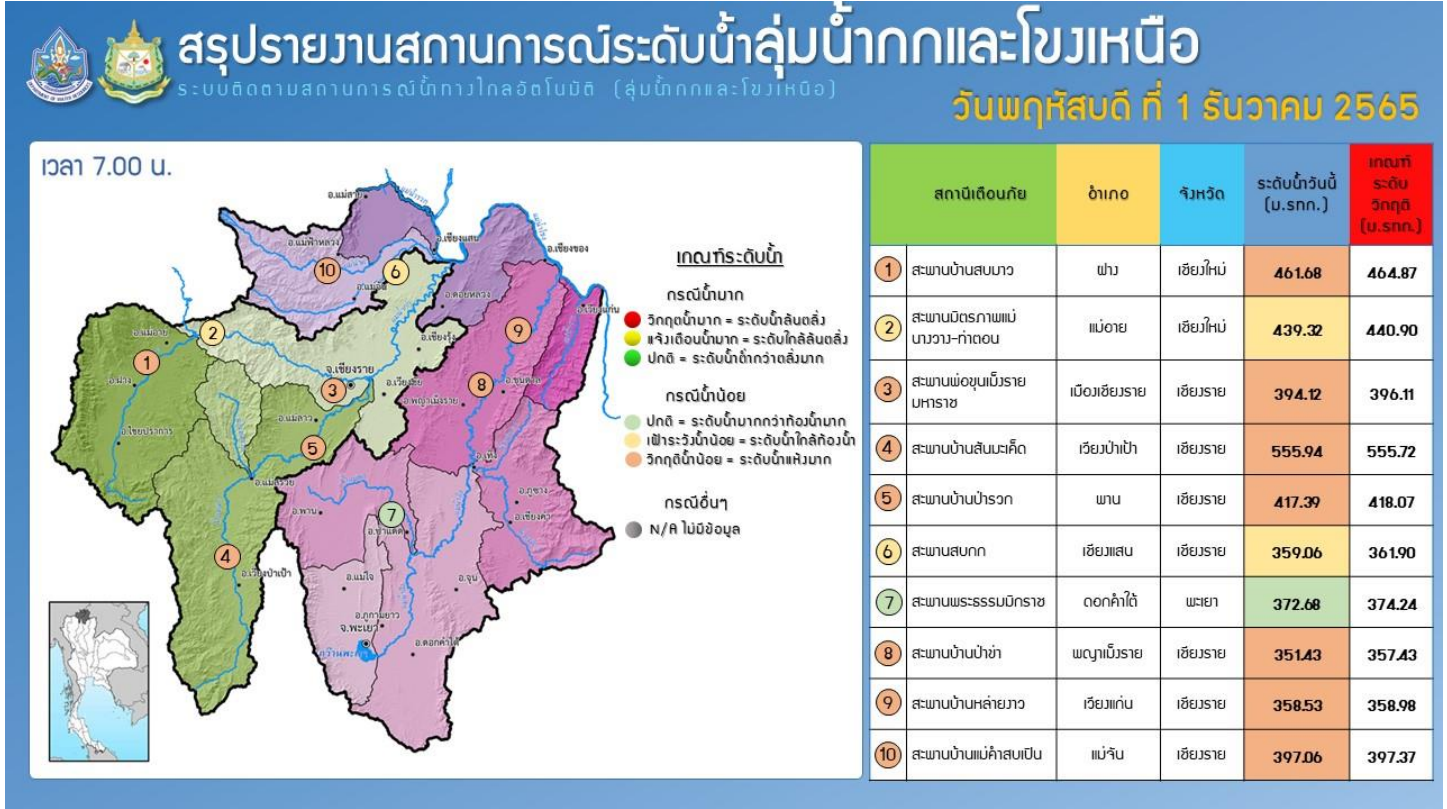 สรุปรายงานสถานการณ์ระดับน้ำลุ่มน้ำกกและโขงเหนือ
ระบบติดตามสถานการณ์น้ำทางไกลอัตโนมัติ (ลุ่มน้ำกกและโขงเหนือ)
วันพฤหัสบดี ที่ 1 ธันวาคม 2565
เวลา 7.00 น.
อ.แม่สาย
อ.แม่ฟ้าหลวง
อ.เชียงแสน
อ.เชียงของ
10
6
อ.ดอยหลวง
อ.เวียงแก่น
อ.แม่อาย
2
9
อ.เชียงรุ้ง
1
จ.เชียงราย
อ.ฝาง
3
8
อ.ขุนตาล
อ.พญาเม็งราย
อ.แม่ลาว
อ.ไชยปราการ
5
อ.เทิง
อ.แม่สรวย
อ.ภูซาง
อ.พาน
7
อ.เชียงคำ
อ.ป่าแดด
4
อ.เวียงป่าเป้า
อ.แม่ใจ
อ.จุน
อ.ภูกามยาว
จ.พะเยา
กว๊านพะเยา
อ.ดอกคำใต้
เกณฑ์ระดับน้ำ
กรณีน้ำมาก
วิกฤตน้ำมาก = ระดับน้ำล้นตลิ่ง
แจ้งเตือนน้ำมาก = ระดับใกล้ล้นตลิ่ง
ปกติ = ระดับน้ำต่ำกว่าตลิ่งมาก
กรณีน้ำน้อย
ปกติ = ระดับน้ำมากกว่าท้องน้ำมาก
เฝ้าระวังน้ำน้อย = ระดับน้ำใกล้ท้องน้ำ
วิกฤติน้ำน้อย = ระดับน้ำแห้งมาก
กรณีอื่นๆ
N/A ไม่มีข้อมูล
สถานีเตือนภัย อำเภอ จังหวัด ระดับน้ำวันนี้ (ม.รทก.) เกณฑ์ระดับวิกฤติ (ม.รทก.)
1 สะพานบ้านสบมาว ฝาง เชียงใหม่ 461.68 464.87
2 สะพานมิตรภาพแม่นางวาง-ท่าตอน แม่อาย เชียงใหม่ 439.32 440.90
3 สะพานพ่อขุนเม็งรายมหาราช เมืองเชียงราย เชียงราย 394.12 396.11
4 สะพานบ้านสันมะเค็ด เวียงป่าเป้า เชียงราย 555.94 555.72
5 สะพานบ้านป่ารวก พาน เชียงราย 417.39 418.07
6 สะพานสบกก เชียงแสน เชียงราย 359.06 361.90
7 สะพานพระธรรมมิกราช ดอกคำใต้ พะเยา 372.68 374.24
8 สะพานบ้านป่าข่า พญาเม็งราย เชียงราย 351.43 357.43
9 สะพานบ้านหล่ายงาว เวียงแก่น เชียงราย 358.53 358.98
10 สะพานบ้านแม่คำสบเปิน แม่จัน เชียงราย 397.06 397.37